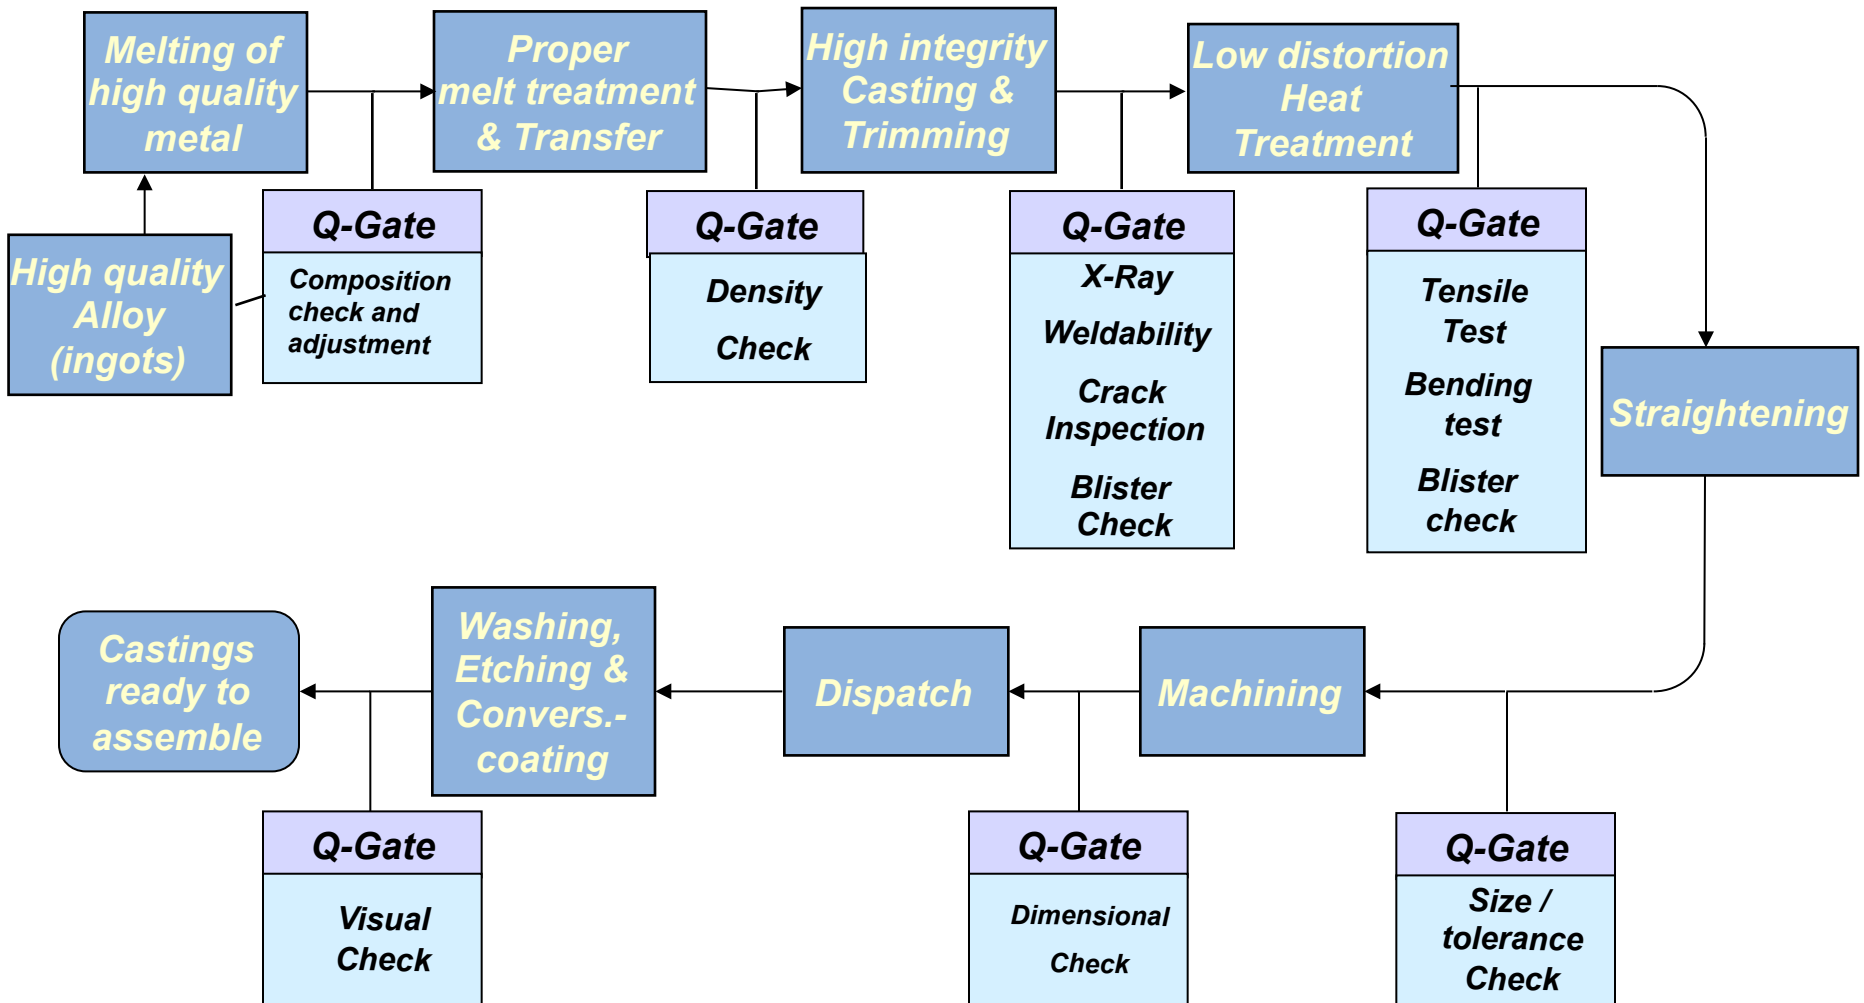 Melting of
high quality
metal
Proper
melt treatment
& Transfer
High integrity
Casting &
Trimming
Low distortion
Heat
Treatment
High quality
Alloy
(ingots)
Q-Gate
Composition
check and
adjustment
Q-Gate
Density
Check
Q-Gate
X-Ray
Weldability
Crack
Inspection
Blister
Check
Q-Gate
Tensile
Test
Bending
test
Blister
check
Straightening
Castings
ready to
assemble
Washing,
Etching &
Convers.-
coating
Dispatch
Machining
Q-Gate
Visual
Check
Q-Gate
Dimensional
Check
Q-Gate
Size /
tolerance
Check